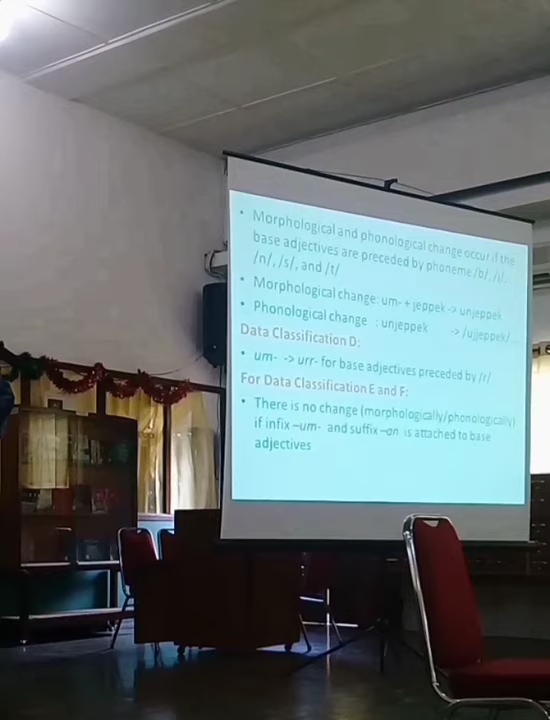 • Morphological and phonological change occur if the
base adjectives are preceded by phoneme /b/, /j/,
/n/, /s/, and /t/
• Morphological change: um- + jeppek -> unjeppek
• Phonological change : unjeppek -> /ujjeppek/...
Data Classification D:
• um- -> urr- for base adjectives preceded by /r/
For Data Classification E and F:
• There is no change (morphologically/phonologically)
if infix –um- and suffix –an is attached to base
adjectives